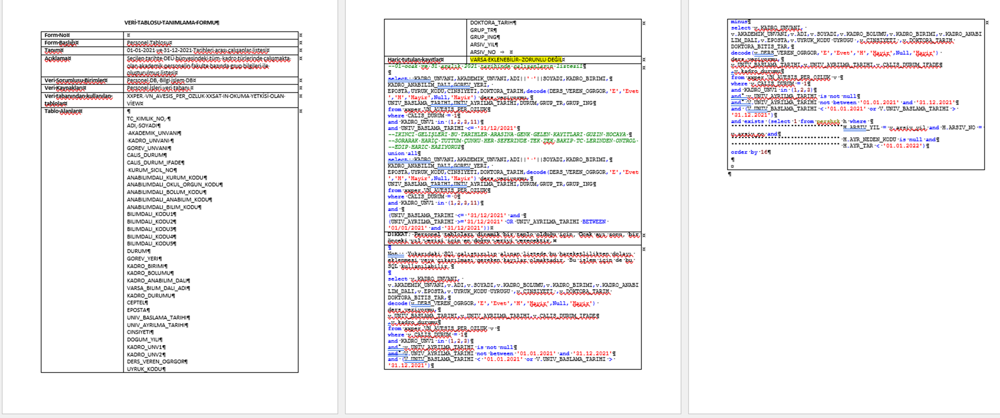 VERİ TABLOSU TANIMLAMA FORMU
Form No
Form Başlığı Personel Tablosu
Tanım 01-01-2021 ve 31-12-2021 Tarihleri arası çalışanlar listesi
Açıklama Seçilen tarihte DEÜ bünyesindeki tüm kadro türlerinde çalışmakta
olan akademik personelin fakulte bazında grup bilgileri ile
oluşturulmuş listesi
Veri Sorumlusu Birimler Personel DB, Bilgi İşlem DB
Veri Kaynakları Personel İşleri veri tabanı
Veri tabanından kullanılan XXPER. VN_AVESIS_PER_OZLUK XXSAT IN OKUMA YETKİSİ OLAN
tablolar VİEW
Tablo Alanları
TC_KIMLIK_NO,
ADI, SOYADI
AKADEMIK_UNVANI
KADRO_UNVANI
GOREV_UNVANI
CALIS_DURUM
CALIS_DURUM_IFADE
KURUM_SICIL_NO
ANABILIMDALI_KURUM_KODU
ANABILIMDALI_OKUL_ORGUN_KODU
ANABILIMDALI_BOLUM_KODU
ANABILIMDALI_ANABILIM_KODU
ANABILIMDALI_BILIM_KODU
BILIMDALI_KODU1
BILIMDALI_KODU2
BILIMDALI_KODU3
BILIMDALI_KODU4
BILIMDALI_KODU5
DURUM
GOREV_YERI
KADRO_BIRIMI
KADRO_BOLUMU
KADRO_ANABILIM_DALI
VARSA_BILIM_DALI_ADI
KADRO_DURUMU
CEPTEL
EPOSTA
UNIV_BASLAMA_TARIHI
UNIV_AYRILMA_TARIHI
CINSIYETI
DOGUM_YILI
KADRO_UNV1
KADRO_UNV2
DERS_VEREN_OGRGOR
UYRUK_KODU
DOKTORA_TARIH
GRUP_TR
GRUP_ING
ARSIV_YIL
ARSIV_NO
Hariç tutulan kayıtlar VARSA EKLENEBİLİR- ZORUNLU DEĞİL
--01-ocak ve 31 aralık 2021 tarihinde çalışanların listesi
select KADRO_UNVANI,AKADEMIK_UNVANI,ADI||' '||SOYADI,KADRO_BIRIMI,
KADRO_ANABILIM_DALI,GOREV_YERI,
EPOSTA,UYRUK_KODU,CINSIYETI,DOKTORA_TARIH,decode(DERS_VEREN_OGRGOR,'E','Evet
','H','Hayir',Null,'Hayir') ders_veriyormu,
UNIV_BASLAMA_TARIHI,UNIV_AYRILMA_TARIHI,DURUM,GRUP_TR,GRUP_ING
from xxper.VN_AVESIS_PER_OZLUK
where CALIS_DURUM = 1
and KADRO_UNV1 in (1,2,3,11)
and UNIV_BASLAMA_TARIHI <= '31/12/2021'
--IKINCI GELIŞLERI BU TARIHLER ARASINA GENK GELEN KAYITLARI GUZIN HOCAYA
--SORARAK HARIÇ TUTTUM ÇUNKU HER SEFERINDE TEK TEK BAKIP TC LERINDEN ONTROL
--EDIP HARIC HAZIYORUZ
union all
select KADRO_UNVANI,AKADEMIK_UNVANI,ADI||' '||SOYADI,KADRO_BIRIMI,
KADRO_ANABILIM_DALI,GOREV_YERI,
EPOSTA,UYRUK_KODU,CINSIYETI,DOKTORA_TARIH,decode(DERS_VEREN_OGRGOR,'E','Evet
','H','Hayir',Null,'Hayir') ders_veriyormu,
UNIV_BASLAMA_TARIHI,UNIV_AYRILMA_TARIHI,DURUM,GRUP_TR,GRUP_ING
from xxper.VN_AVESIS_PER_OZLUK
where CALIS_DURUM = 0
and KADRO_UNV1 in (1,2,3,11)
and
(UNIV_BASLAMA_TARIHI <= '31/12/2021' and
(UNIV_AYRILMA_TARIHI >='31/12/2021' OR UNIV_AYRILMA_TARIHI BETWEEN
'01/01/2021' and '31/12/2021'))
DIKKAT: Personel tabloları dinamik bir taplo olduğu için, Ocak ayı sonu, bir
önceki yıl verisi için en doğru veriyi verecektir.
Not: Yukarıdaki SQL çalıştırılıp alınan listede bu hareketlilikten dolayı
eklenmesi veya çıkarılması gereken kayılar olmaktadır. Bu işlem için de bu
SQL kullanılabilir.
select v.KADRO_UNVANI,
v.AKADEMIK_UNVANI,v.ADI,v.SOYADI,v.KADRO_BOLUMU,v.KADRO_BIRIMI,v.KADRO_ANABI
LIM_DALI,v.EPOSTA,v.UYRUK_KODU UYRUGU,v.CINSIYETI,v.DOKTORA_TARIH
DOKTORA_BITIS_TAR,
decode(v.DERS_VEREN_OGRGOR,'E','Evet','H','Hayir',Null,'Hayir')
ders_veriyormu,
v.UNIV_BASLAMA_TARIHI,v.UNIV_AYRILMA_TARIHI,v.CALIS_DURUM_IFADE
,v.kadro_durumu
from xxper.VN_AVESIS_PER_OZLUK v
where v.CALIS_DURUM = 1
and KADRO_UNV1 in (1,2,3)
and v.UNIV_AYRILMA_TARIHI is not null
and V.UNIV_AYRILMA_TARIHI not between '01.01.2021' and '31.12.2021'
and (V.UNIV_BASLAMA_TARIHI < '01.01.2021' or V.UNIV_BASLAMA_TARIHI >
'31.12.2021')
minus
select v.KADRO_UNVANI,
v.AKADEMIK_UNVANI,v.ADI,v.SOYADI,v.KADRO_BOLUMU,v.KADRO_BIRIMI,v.KADRO_ANABI
LIM_DALI,v.EPOSTA,v.UYRUK_KODU UYRUGU,v.CINSIYETI,v.DOKTORA_TARIH
DOKTORA_BITIS_TAR,
decode(v.DERS_VEREN_OGRGOR,'E','Evet','H','Hayir',Null,'Hayir')
ders_veriyormu,
v.UNIV_BASLAMA_TARIHI,v.UNIV_AYRILMA_TARIHI,v.CALIS_DURUM_IFADE
,v.kadro_durumu
from xxper.VN_AVESIS_PER_OZLUK v
where v.CALIS_DURUM = 1
and KADRO_UNV1 in (1,2,3)
and v.UNIV_AYRILMA_TARIHI is not null
and V.UNIV_AYRILMA_TARIHI not between '01.01.2021' and '31.12.2021'
and (V.UNIV_BASLAMA_TARIHI < '01.01.2021' or V.UNIV_BASLAMA_TARIHI >
'31.12.2021')
and exists (select 1 from pershrk h where
H.ARSIV_YIL = v.arsiv_yil and H.ARSIV_NO =
v.arsiv_no and
H.AYR_NEDEN_KODU is null and
H.AYR_TAR < '01.01.2022')
order by 16